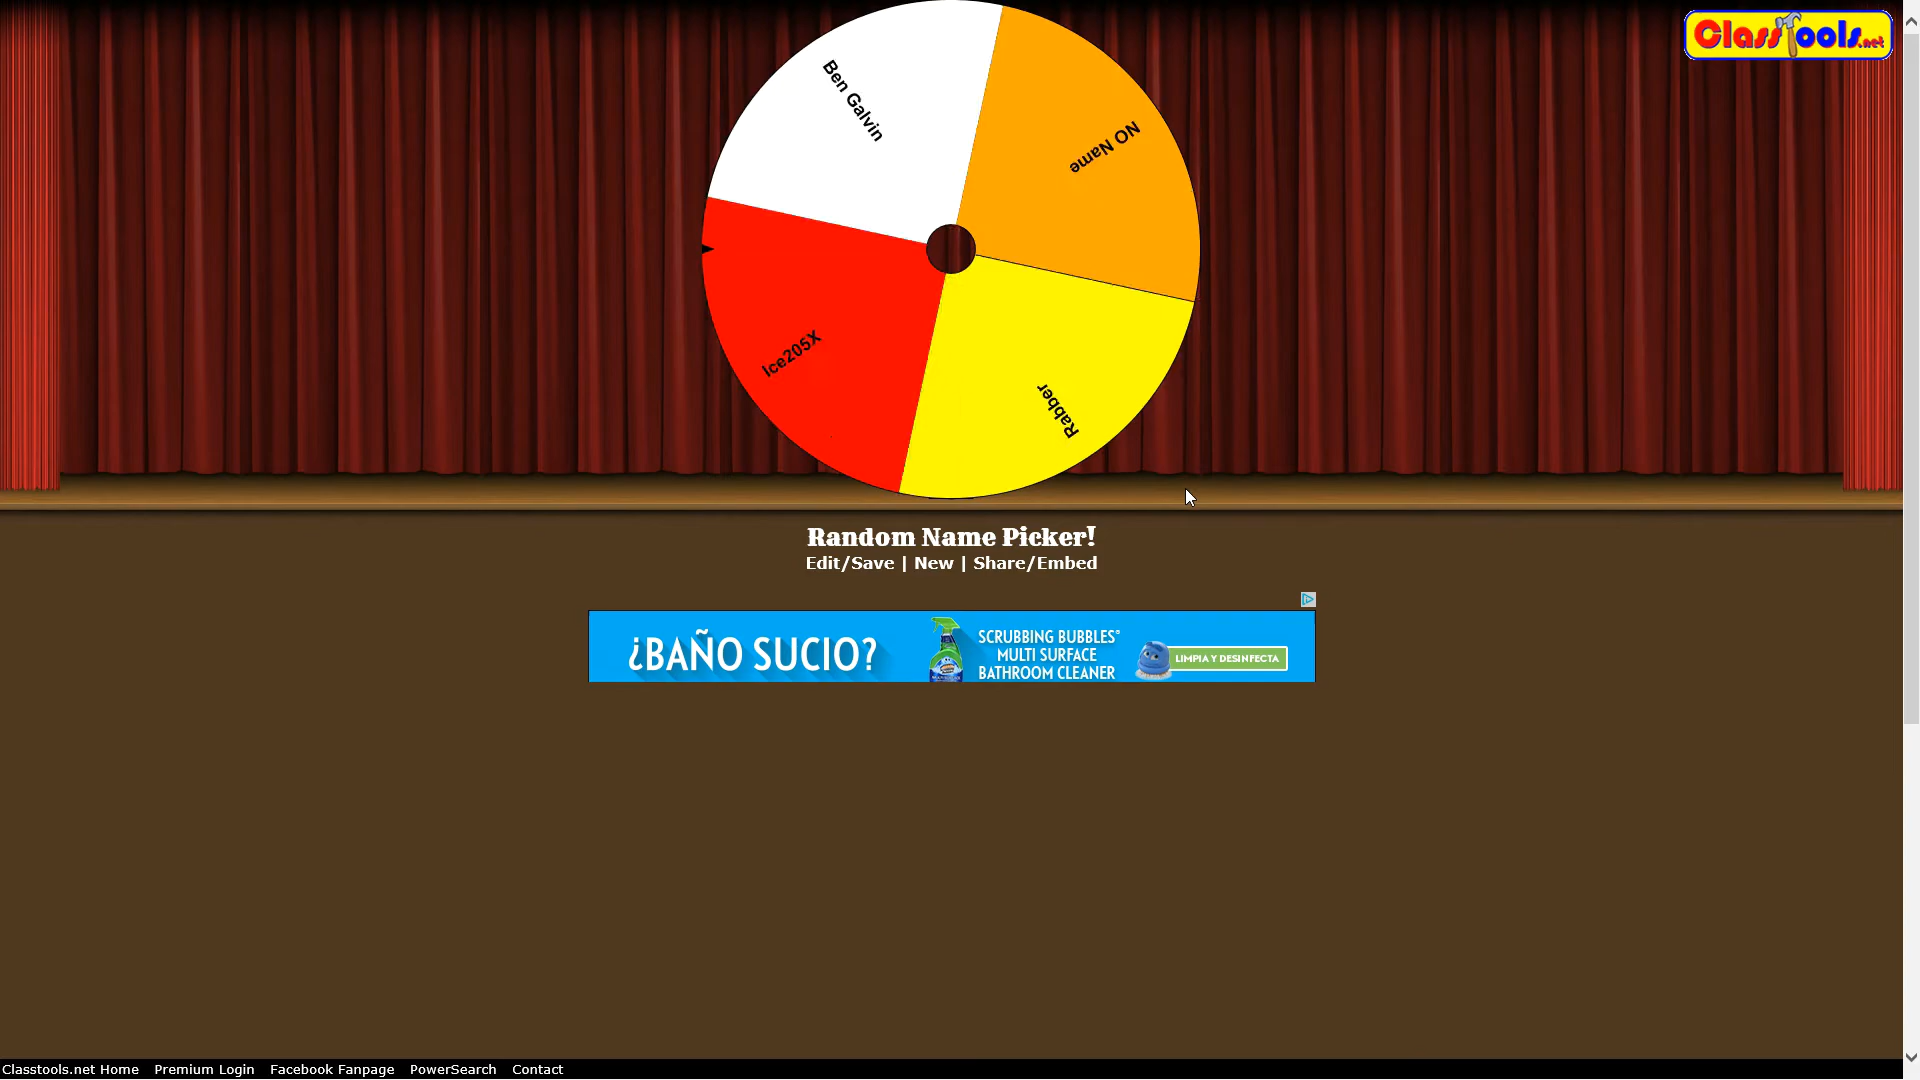 ClassTools.net
Ben Galvin
NO Name
Ice205X
Rabber
Random Name Picker!
Edit/Save | New | Share/Embed
¿BAÑO SUCIO?
SCRUBBING BUBBLES®
MULTI SURFACE
BATHROOM CLEANER
LIMPIA Y DESINFECTA
Classtools.net Home Premium Login Facebook Fanpage PowerSearch Contact